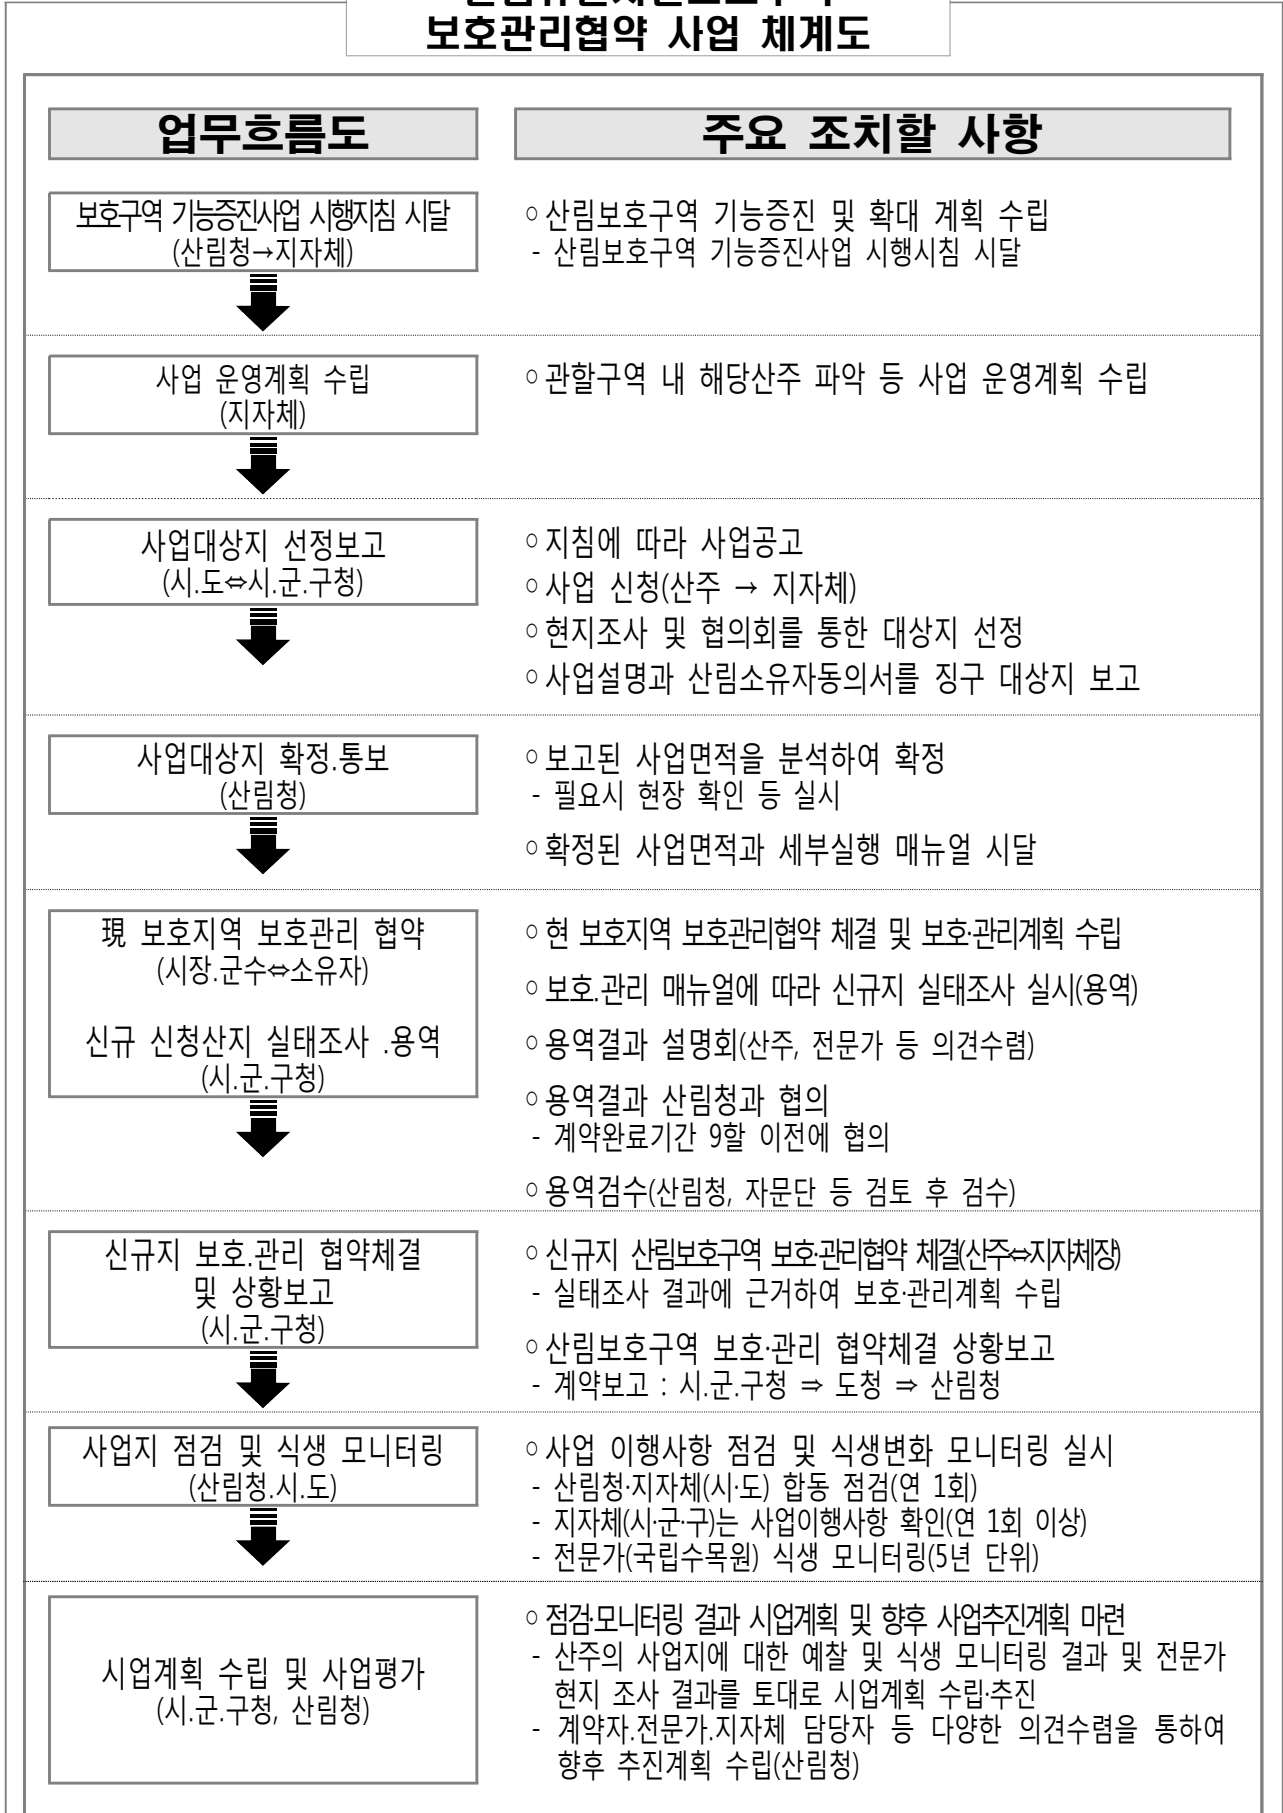 보호관리협약 사업 체계도
업무흐름도
주요 조치할 사항
보호구역 기능증진사업 시행지침 시달
(산림청→지자체)
○ 산림보호구역 기능증진 및 확대 계획 수립
- 산림보호구역 기능증진사업 시행시침 시달
사업 운영계획 수립
(지자체)
○ 관할구역 내 해당산주 파악 등 사업 운영계획 수립
사업대상지 선정보고
(시.도⇔시.군.구청)
○ 지침에 따라 사업공고
○ 사업 신청(산주 → 지자체)
○ 현지조사 및 협의회를 통한 대상지 선정
○ 사업설명과 산림소유자동의서를 징구 대상지 보고
사업대상지 확정.통보
(산림청)
○ 보고된 사업면적을 분석하여 확정
- 필요시 현장 확인 등 실시
○ 확정된 사업면적과 세부실행 매뉴얼 시달
現 보호지역 보호관리 협약
(시장.군수⇔소유자)
신규 신청산지 실태조사 .용역
(시.군.구청)
○ 현 보호지역 보호관리협약 체결 및 보호·관리계획 수립
○ 보호.관리 매뉴얼에 따라 신규지 실태조사 실시(용역)
○ 용역결과 설명회(산주, 전문가 등 의견수렴)
○ 용역결과 산림청과 협의
- 계약완료기간 9할 이전에 협의
○ 용역검수(산림청, 자문단 등 검토 후 검수)
신규지 보호.관리 협약체결
및 상황보고
(시.군.구청)
○ 신규지 산림보호구역 보호·관리협약 체결(산주⇔지자체장)
- 실태조사 결과에 근거하여 보호·관리계획 수립
○ 산림보호구역 보호·관리 협약체결 상황보고
- 계약보고 : 시.군.구청 ⇒ 도청 ⇒ 산림청
사업지 점검 및 식생 모니터링
(산림청.시.도)
○ 사업 이행사항 점검 및 식생변화 모니터링 실시
- 산림청·지자체(시·도) 합동 점검(연 1회)
- 지자체(시·군·구)는 사업이행사항 확인(연 1회 이상)
- 전문가(국립수목원) 식생 모니터링(5년 단위)
시업계획 수립 및 사업평가
(시.군.구청, 산림청)
○ 점검·모니터링 결과 시업계획 및 향후 사업추진계획 마련
- 산주의 사업지에 대한 예찰 및 식생 모니터링 결과 및 전문가
현지 조사 결과를 토대로 시업계획 수립·추진
- 계약자.전문가.지자체 담당자 등 다양한 의견수렴을 통하여
향후 추진계획 수립(산림청)